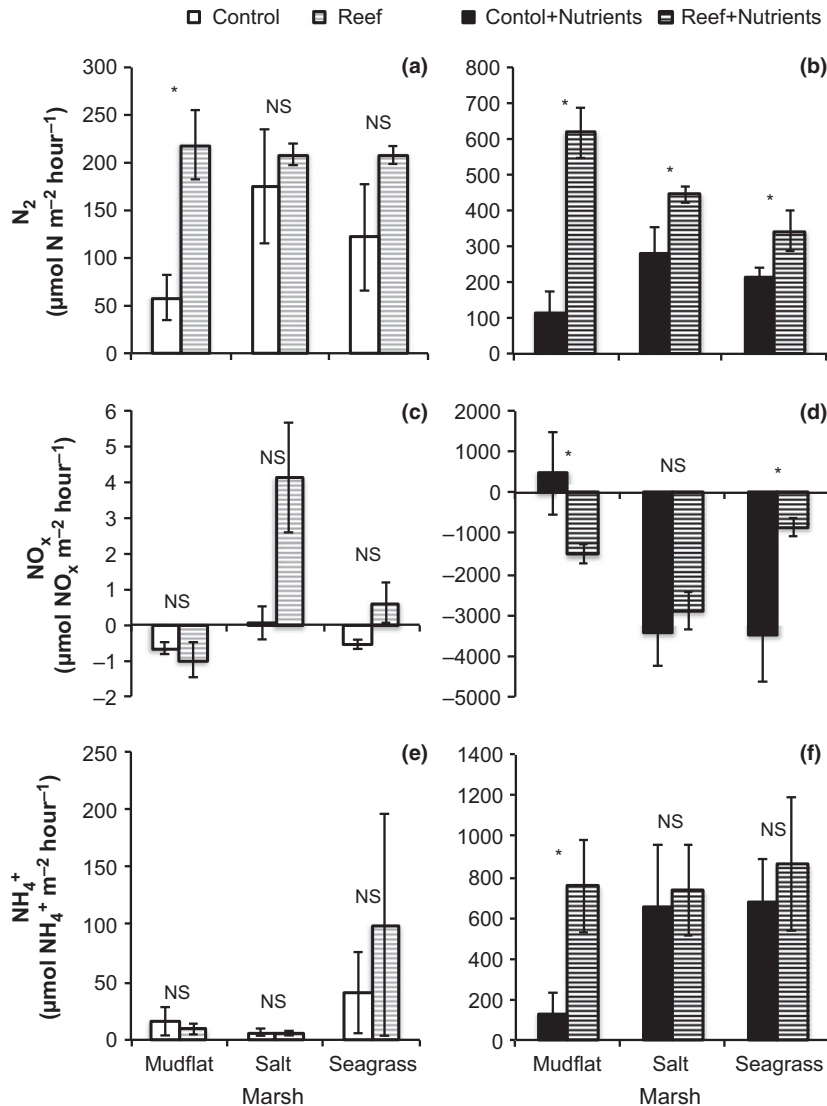 Control Reef Contol+Nutrients Reef+Nutrients
(a)
N₂
(µmol N m⁻² hour⁻¹)
300
250
200
150
100
50
0
*
NS
NS
(b)
800
700
600
500
400
300
200
100
0
*
*
*
(c)
NOₓ
(µmol NOₓ m⁻² hour⁻¹)
6
5
4
3
2
1
0
–1
–2
NS
NS
NS
(d)
2000
1000
0
–1000
–2000
–3000
–4000
–5000
*
NS
*
(e)
NH₄⁺
(µmol NH₄⁺ m⁻² hour⁻¹)
250
200
150
100
50
0
NS
NS
NS
Mudflat Salt Seagrass
Marsh
(f)
1400
1200
1000
800
600
400
200
0
*
NS
NS
Mudflat Salt Seagrass
Marsh